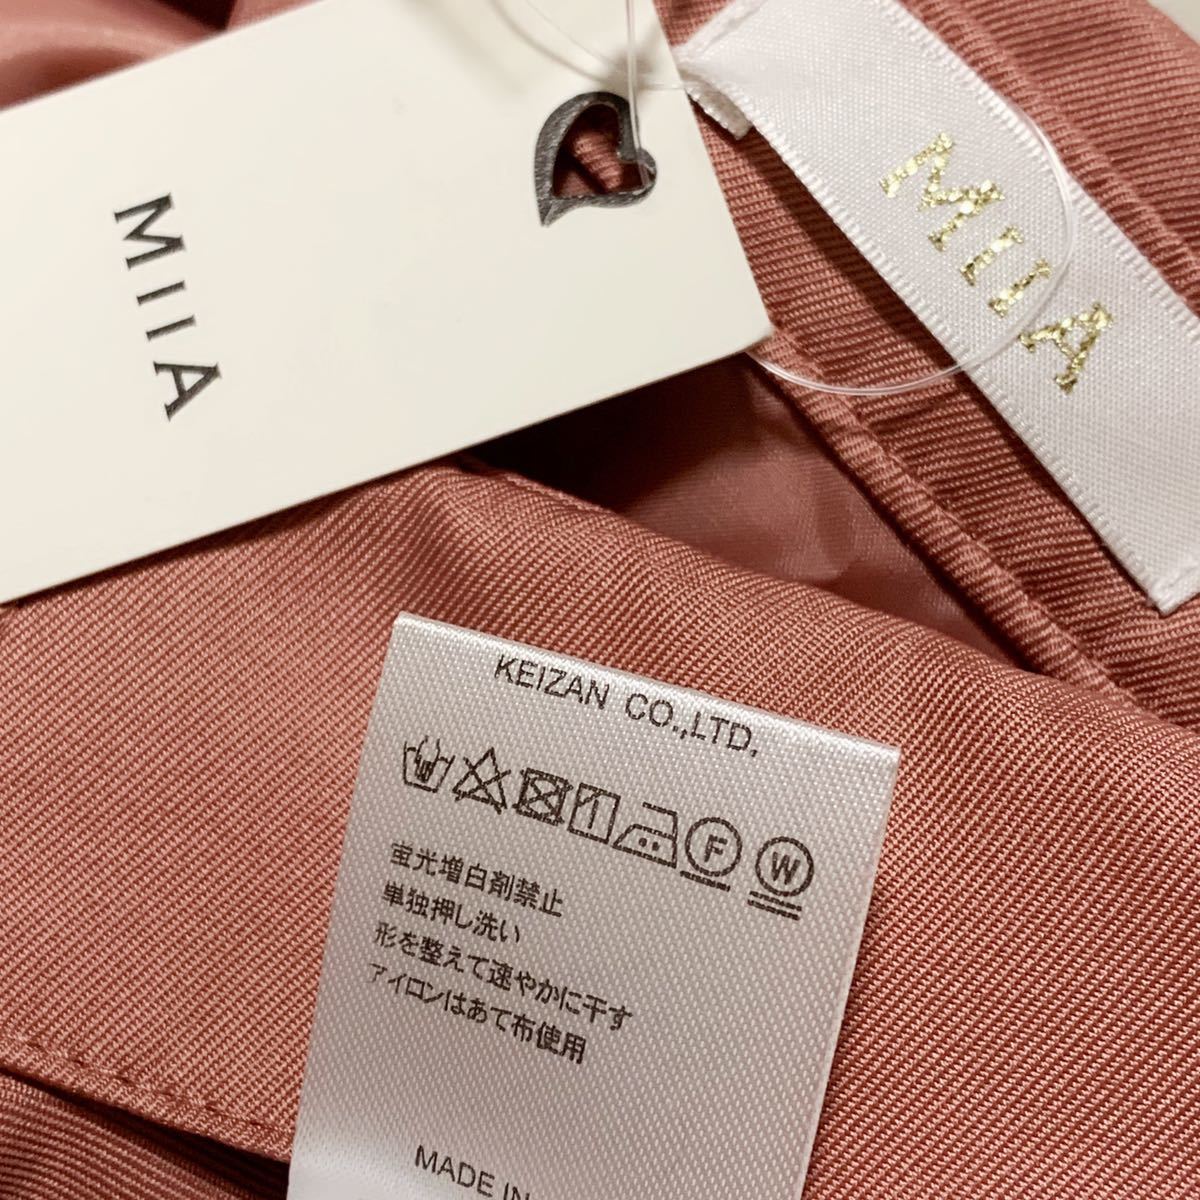 MIIA
MIIA
KEIZAN CO.,LTD.
F W
蛍光増白剤禁止
単独押し洗い
形を整えて速やかに干す
アイロンはあて布使用
MADE IN